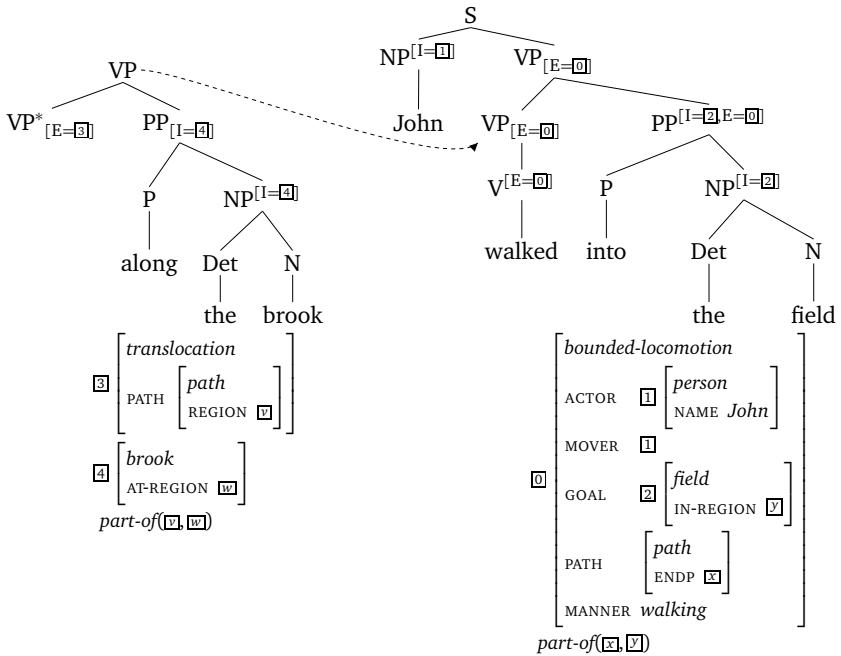 S
NP[I=1] VP[E=0]
VP
VP*[E=3] PP[I=4]
John VP[E=0] PP[I=2,E=0]
P NP[I=4] V[E=0] P NP[I=2]
along Det N walked into Det N
the brook the field
3 [translocation
PATH [path
REGION v]]
4 [brook
AT-REGION w]
part-of(v, w)
0 [bounded-locomotion
ACTOR 1 [person
NAME John]
MOVER 1
GOAL 2 [field
IN-REGION y]
PATH [path
ENDP x]
MANNER walking]
part-of(x, y)